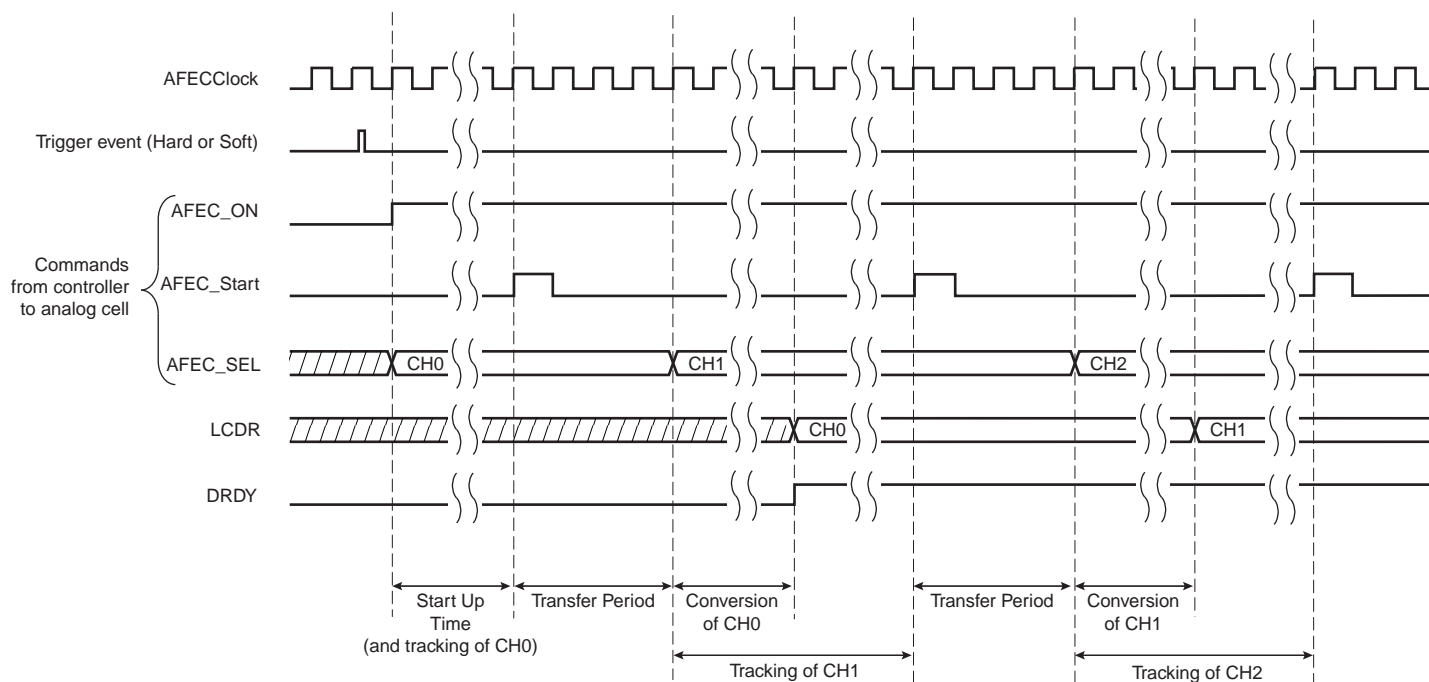 AFECClock
Trigger event (Hard or Soft)
AFEC_ON
Commands
from controller
to analog cell
AFEC_Start
AFEC_SEL
CH0
CH1
CH2
LCDR
CH0
CH1
DRDY
Start Up
Time
(and tracking of CH0)
Transfer Period
Conversion
of CH0
Transfer Period
Conversion
of CH1
Tracking of CH1
Tracking of CH2